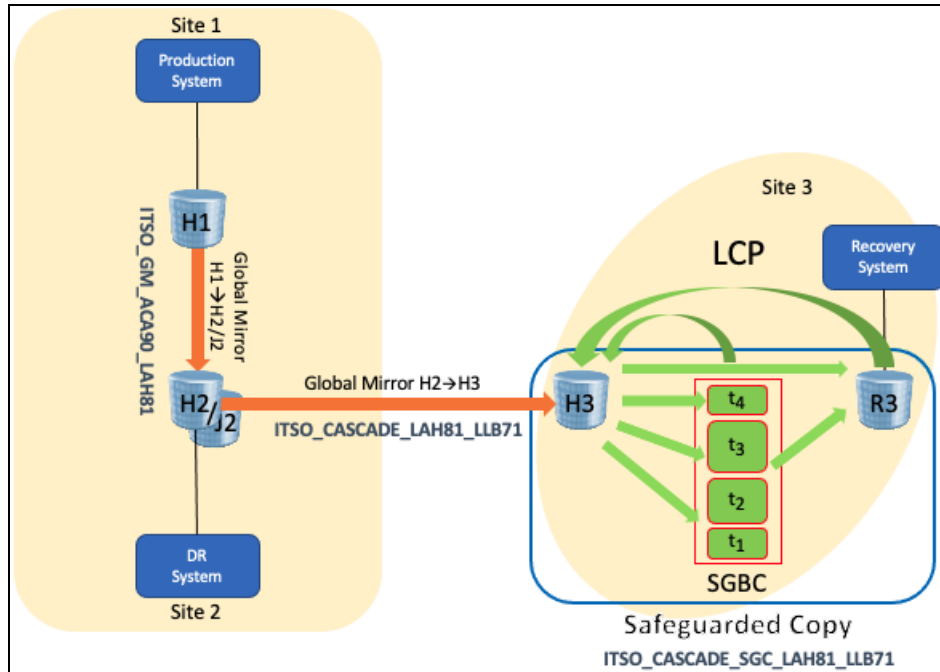 Site 1
Production
System
H1
ITSO_GM_ACA90_LAH81
Global Mirror
H1→H2/J2
H2/J2
Global Mirror H2→H3
ITSO_CASCADE_LAH81_LLB71
DR
System
Site 2
Site 3
LCP
Recovery
System
H3
t4
t3
t2
t1
R3
SGBC
Safeguarded Copy
ITSO_CASCADE_SGC_LAH81_LLB71